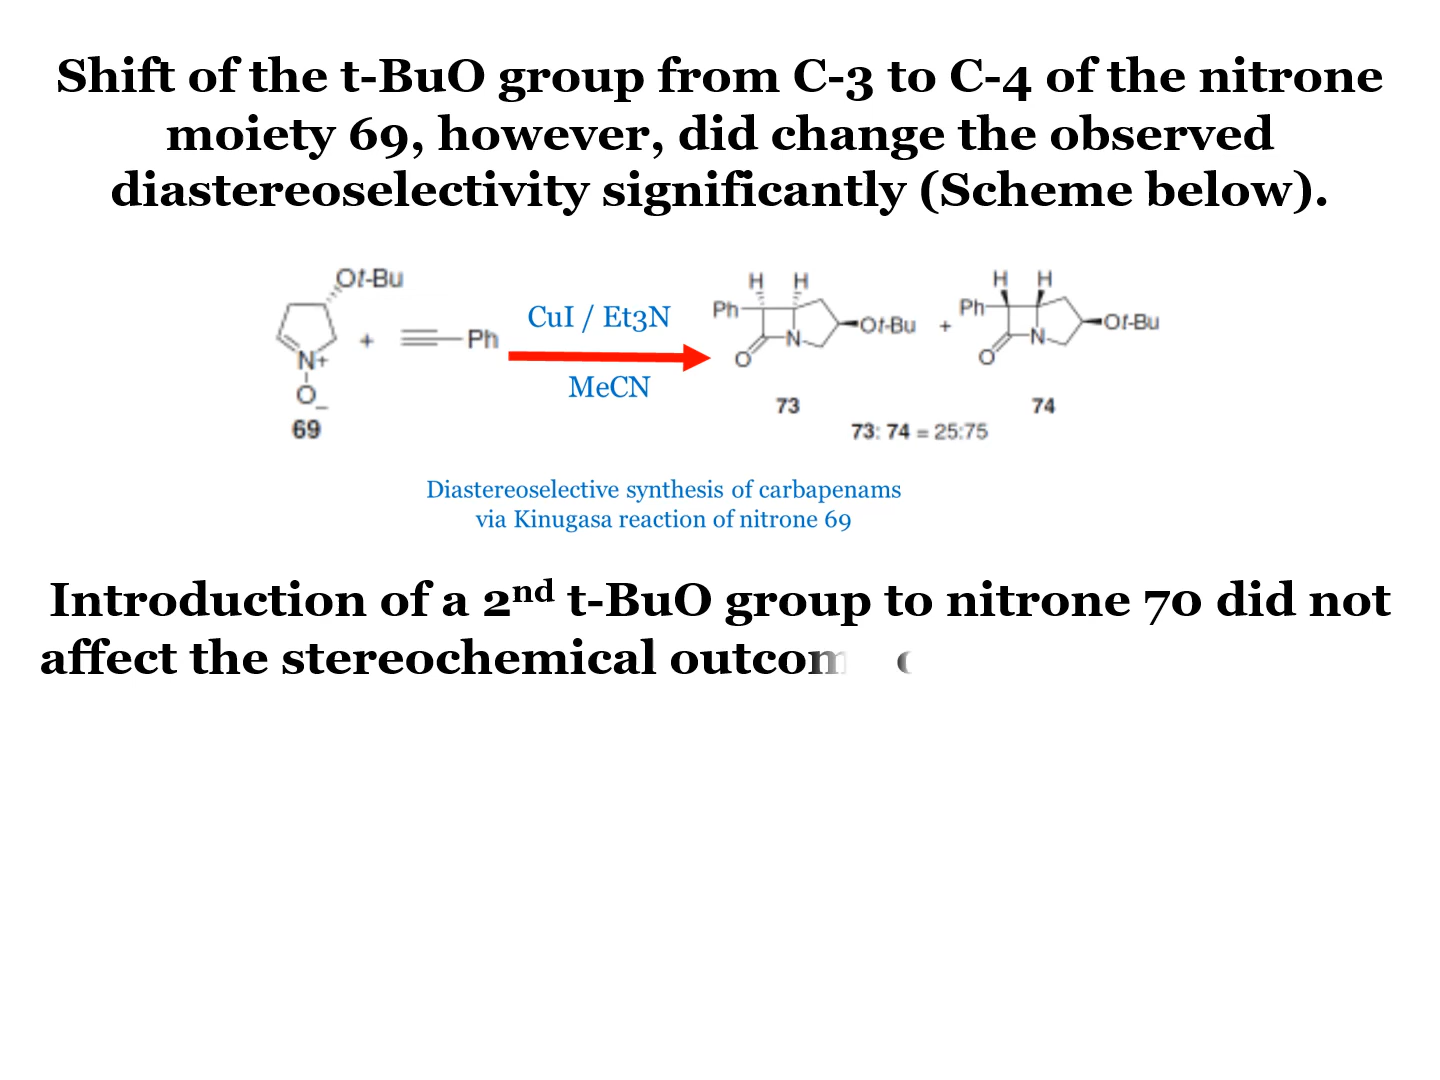 Shift of the t-BuO group from C-3 to C-4 of the nitrone
moiety 69, however, did change the observed
diastereoselectivity significantly (Scheme below).
Ot-Bu
N+
O
–
69
+
Ph
CuI / Et3N
MeCN
H H
Ph
Ot-Bu
N
O
73
+
H H
Ph
Ot-Bu
N
O
74
73: 74 = 25:75
Diastereoselective synthesis of carbapenams
via Kinugasa reaction of nitrone 69
Introduction of a 2nd t-BuO group to nitrone 70 did not
affect the stereochemical